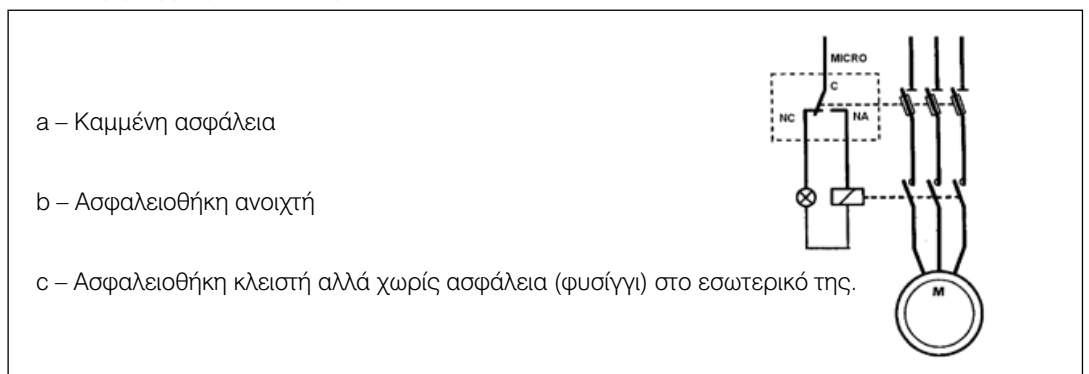 a – Καμμένη ασφάλεια
b – Ασφαλειοθήκη ανοιχτή
c – Ασφαλειοθήκη κλειστή αλλά χωρίς ασφάλεια (φυσίγγι) στο εσωτερικό της.
MICRO
C
NC
NA
M